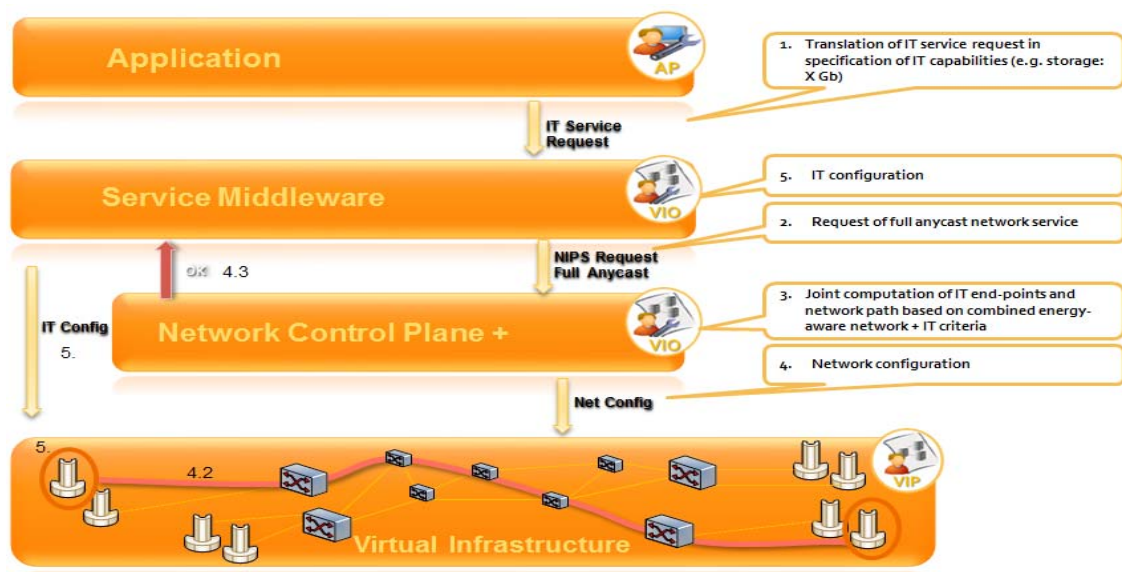 Application
AP
1. Translation of IT service request in
specification of IT capabilities (e.g. storage:
X Gb)
IT Service
Request
Service Middleware
VIO
5. IT configuration
2. Request of full anycast network service
OK 4.3
NIPS Request
Full Anycast
IT Config
5.
Network Control Plane +
VIO
3. Joint computation of IT end-points and
network path based on combined energy-
aware network + IT criteria
4. Network configuration
Net Config
5.
4.2
VIP
Virtual Infrastructure